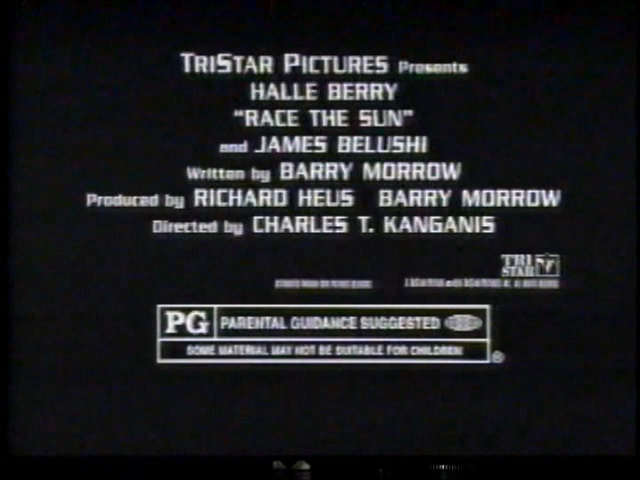 TRISTAR PICTURES Presents
HALLE BERRY
"RACE THE SUN"
and JAMES BELUSHI
Written by BARRY MORROW
Produced by RICHARD HEUS BARRY MORROW
Directed by CHARLES T. KANGANIS
TRI
STAR
PG PARENTAL GUIDANCE SUGGESTED
SOME MATERIAL MAY NOT BE SUITABLE FOR CHILDREN
®